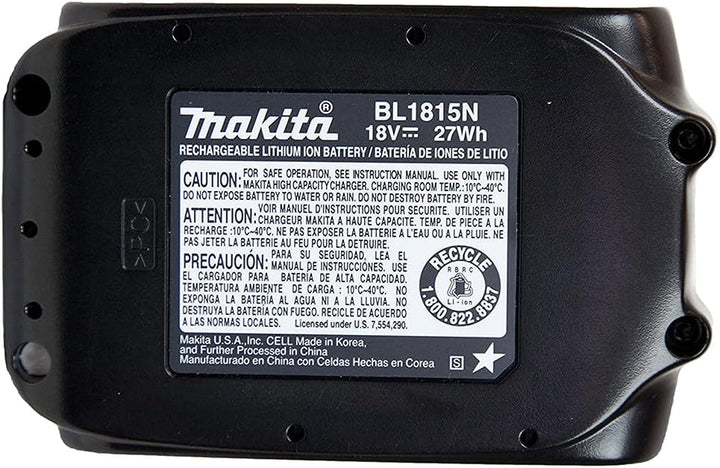 makita® BL1815N
18V⎓ 27Wh
RECHARGEABLE LITHIUM ION BATTERY / BATERÍA DE IONES DE LITIO
CAUTION: FOR SAFE OPERATION, SEE INSTRUCTION MANUAL. USE ONLY WITH
MAKITA HIGH CAPACITY CHARGER. CHARGING ROOM TEMP.:10°C–40°C.
DO NOT EXPOSE BATTERY TO WATER OR RAIN. DO NOT DESTROY BATTERY BY FIRE.
ATTENTION: VOIR MANUEL D'INSTRUCTIONS POUR SECURITE. UTILISER UN
CHARGEUR MAKITA A HAUTE CAPACITE. TEMP. DE PIECE A LA
RECHARGE :10°C–40°C. NE PAS EXPOSER LA BATTERIE A L'EAU OU A LA PLUIE. NE
PAS JETER LA BATTERIE AU FEU POUR LA DETRUIRE.
PRECAUCIÓN: PARA SU SEGURIDAD, LEA EL
MANUAL DE INSTRUCCIONES. USE
EL CARGADOR PARA BATERÍA DE ALTA CAPACIDAD.
TEMPERATURA AMBIENTE DE CARGA : 10°C–40°C. NO
EXPONGA LA BATERÍA AL AGUA NI A LA LLUVIA. NO
DESTRUYA LA BATERÍA CON FUEGO. RECICLE DE ACUERDO
A LAS NORMAS LOCALES. Licensed under U.S. 7,554,290.
RECYCLE
RBRC
Li-ion
1.800.822.8837
Makita U.S.A.,Inc. CELL Made in Korea,
and Further Processed in China
Manufacturado en China con Celdas Hechas en Corea
S
>PC<